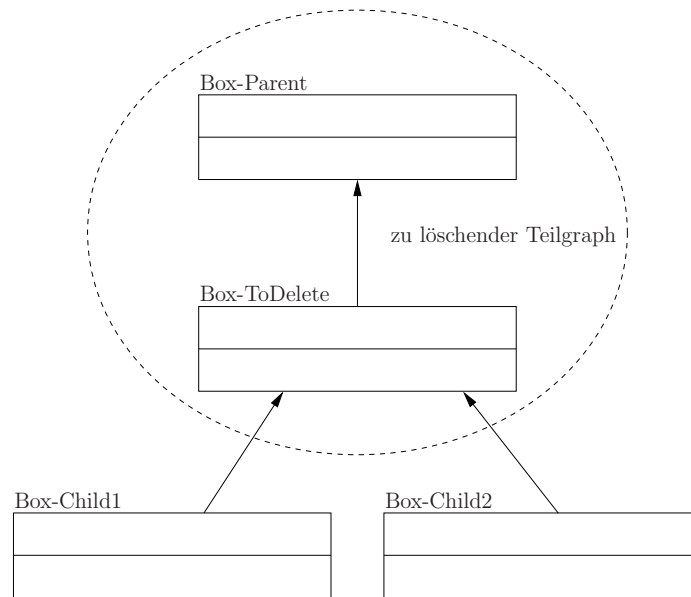 Box-Parent
zu löschender Teilgraph
Box-ToDelete
Box-Child1
Box-Child2